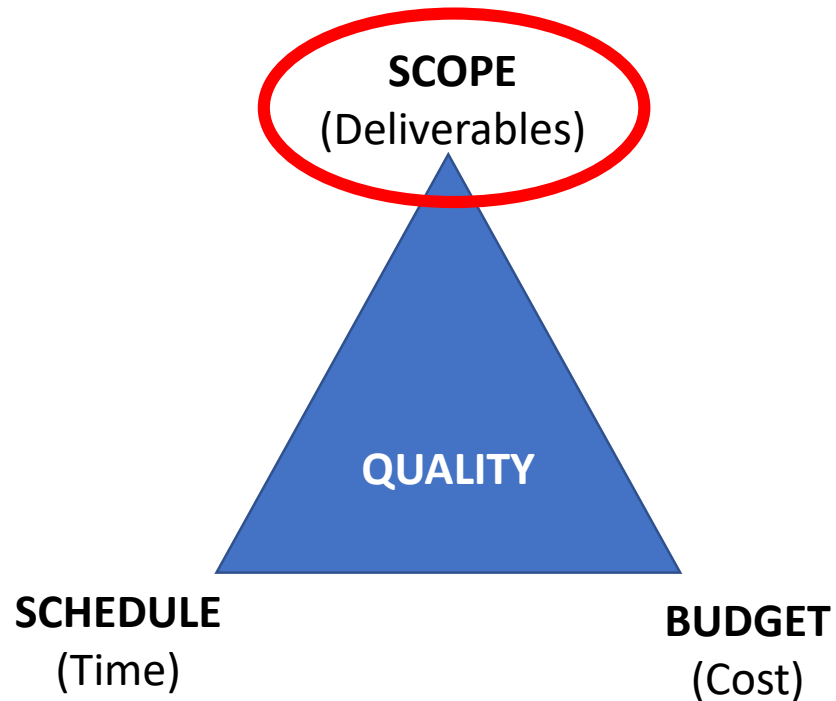 SCOPE
(Deliverables)
QUALITY
SCHEDULE
(Time)
BUDGET
(Cost)